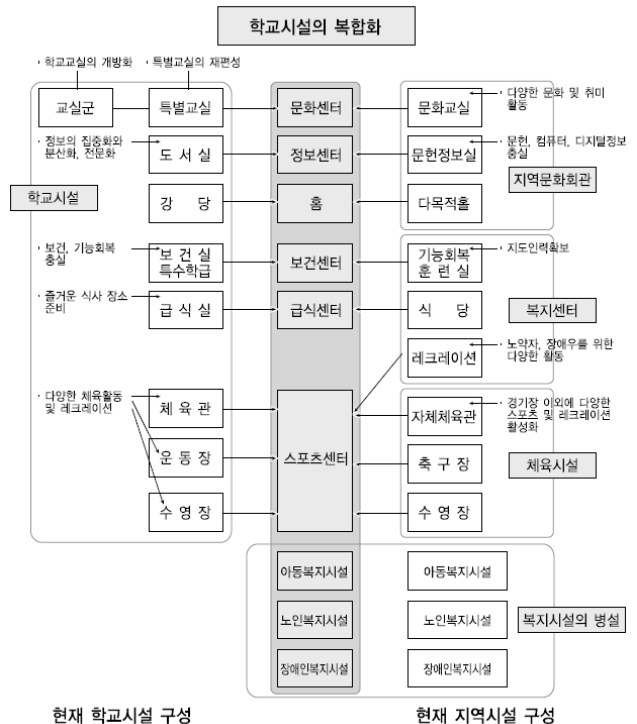 학교시설의 복합화
· 학교교실의 개방화
· 특별교실의 재편성
교실군
특별교실
문화센터
문화교실
· 다양한 문화 및 취미
활동
· 정보의 집중화와
분산화, 전문화
도 서 실
정보센터
문헌정보실
· 문헌, 컴퓨터, 디지털정보
충실
지역문화회관
학교시설
강 당
홈
다목적홀
· 보건, 기능회복
충실
보 건 실
특수학급
보건센터
기능회복
훈 련 실
· 지도인력확보
· 즐거운 식사 장소
준비
급 식 실
급식센터
식 당
복지센터
레크레이션
· 노약자, 장애우를 위한
다양한 활동
· 다양한 체육활동
및 레크레이션
체 육 관
스포츠센터
자체체육관
· 경기장 이외에 다양한
스포츠 및 레크레이션
활성화
운 동 장
축 구 장
체육시설
수 영 장
수 영 장
아동복지시설
아동복지시설
노인복지시설
노인복지시설
복지시설의 병설
장애인복지시설
장애인복지시설
현재 학교시설 구성
현재 지역시설 구성